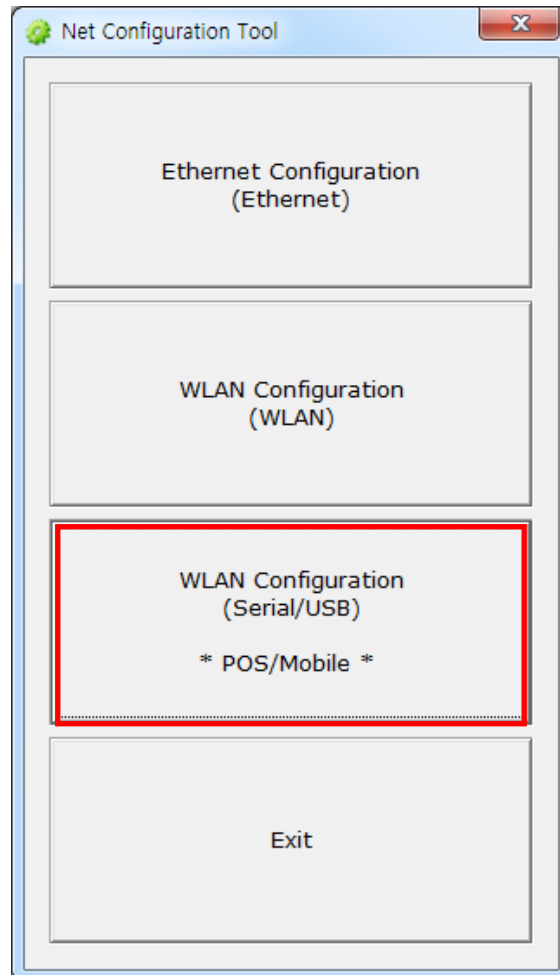 Net Configuration Tool
Ethernet Configuration
(Ethernet)
WLAN Configuration
(WLAN)
WLAN Configuration
(Serial/USB)
* POS/Mobile *
Exit